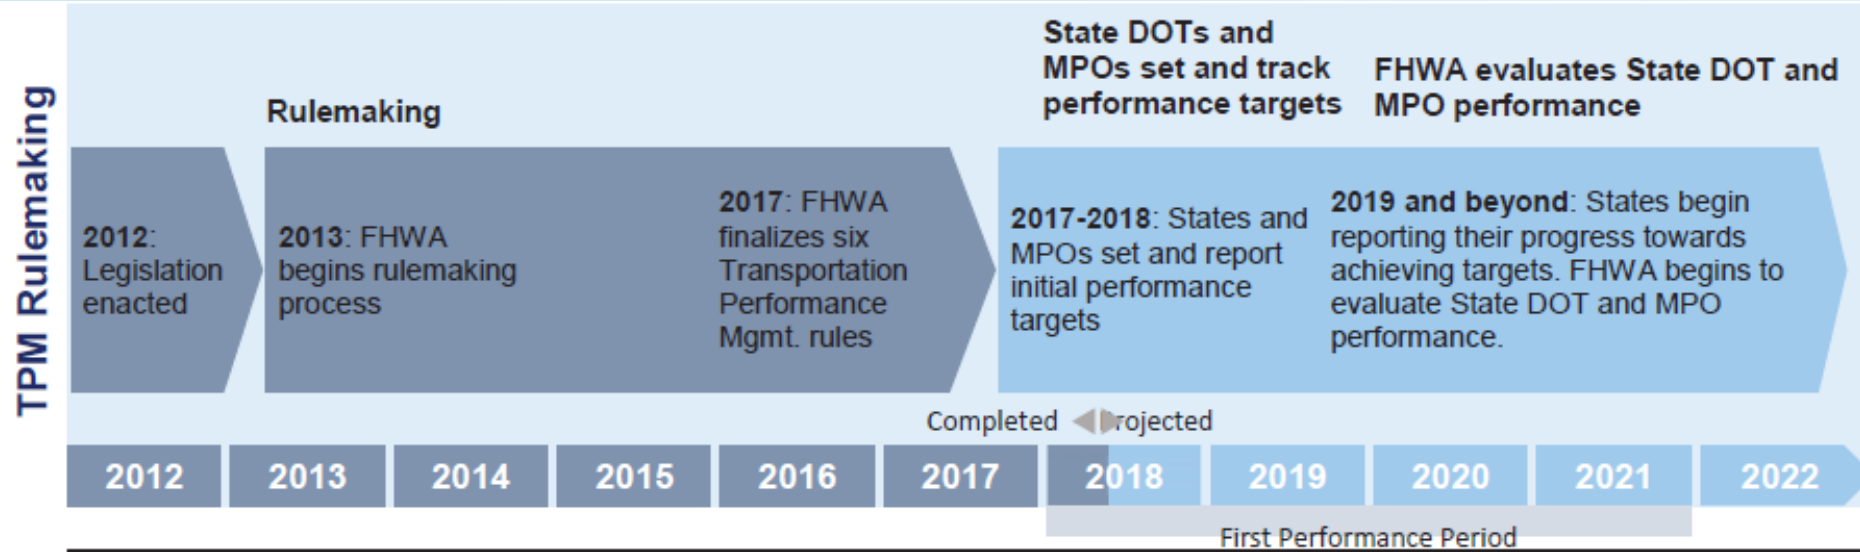 TPM Rulemaking
Rulemaking
State DOTs and
MPOs set and track
performance targets
FHWA evaluates State DOT and
MPO performance
2012:
Legislation
enacted
2013: FHWA
begins rulemaking
process
2017: FHWA
finalizes six
Transportation
Performance
Mgmt. rules
2017-2018: States and
MPOs set and report
initial performance
targets
2019 and beyond: States begin
reporting their progress towards
achieving targets. FHWA begins to
evaluate State DOT and MPO
performance.
Completed Projected
2012 2013 2014 2015 2016 2017 2018 2019 2020 2021 2022
First Performance Period